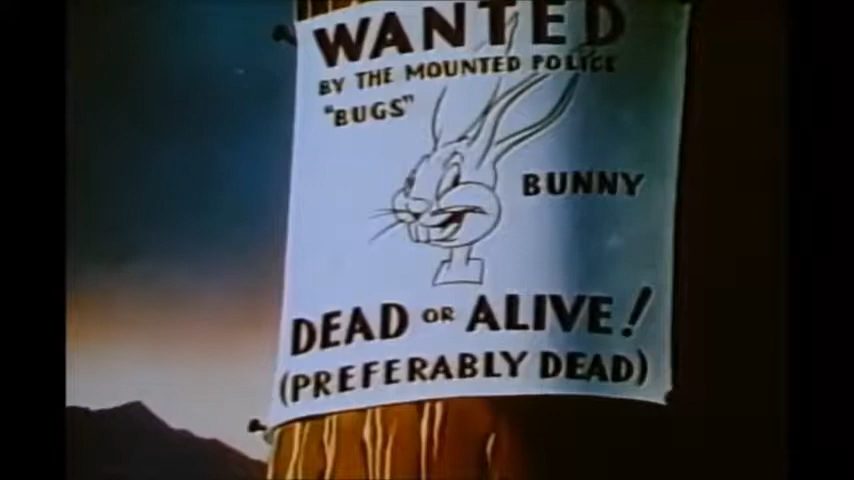 WANTED
BY THE MOUNTED POLICE
"BUGS"
BUNNY
DEAD OR ALIVE!
(PREFERABLY DEAD)